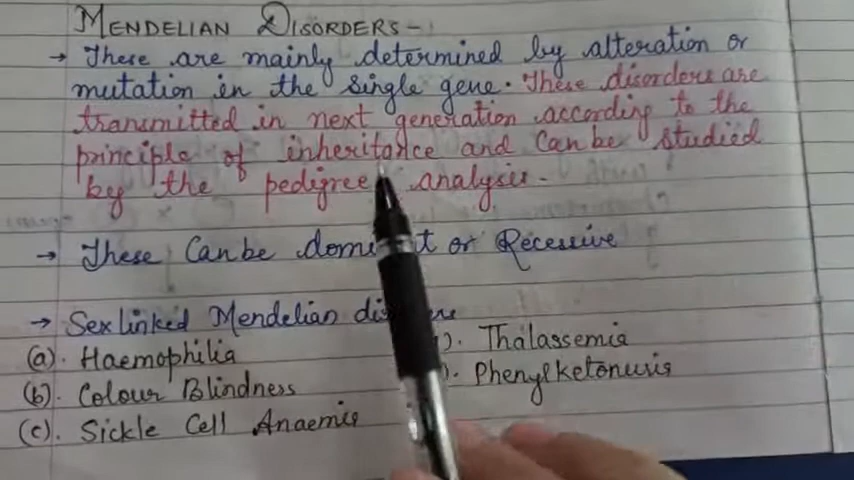 MENDELIAN DISORDERS-
→ These are mainly determined by alteration or
mutation in the single gene. These disorders are
transmitted in next generation according to the
principle of inheritance and can be studied
by the pedigree analysis.
→ These can be or Recessive
→ Sex linked Mendelian
(a). Haemophilia
(b). Colour Blindness
(c). Sickle Cell Anaemia
). Thalassemia
). Phenylketonusis